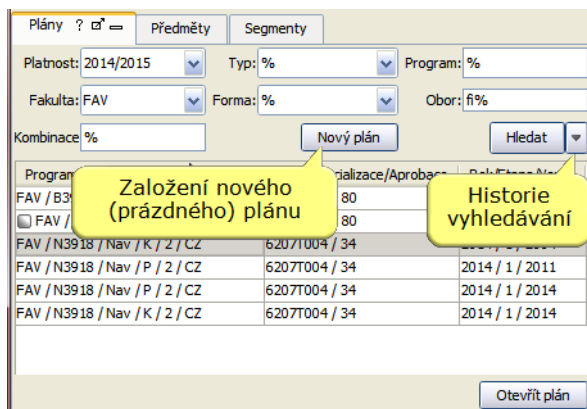 Plány ? Předměty Segmenty
Platnost: 2014/2015 Typ: % Program: %
Fakulta: FAV Forma: % Obor: fi%
Kombinace % Nový plán Hledat
Program
FAV / / 80
FAV / / 80
Založení nového
(prázdného) plánu
Historie
vyhledávání
FAV / N3918 / Nav / K / 2 / CZ 6207T004 / 34
FAV / N3918 / Nav / P / 2 / CZ 6207T004 / 34 2014 / 1 / 2011
FAV / N3918 / Nav / P / 2 / CZ 6207T004 / 34 2014 / 1 / 2014
FAV / N3918 / Nav / K / 2 / CZ 6207T004 / 34 2014 / 1 / 2014
Otevřít plán